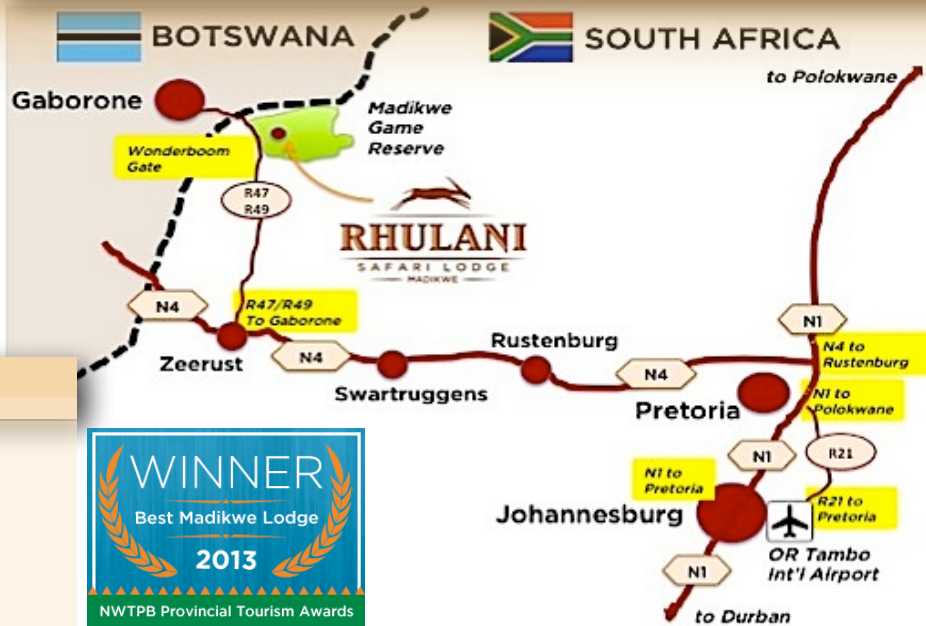 BOTSWANA
SOUTH AFRICA
to Polokwane
Gaborone
Madikwe
Game
Reserve
Wonderboom
Gate
R47
R49
RHULANI
SAFARI LODGE
MADIKWE
N4
R47/R49
To Gaborone
Zeerust
N4
Swartruggens
Rustenburg
N4
N1
N4 to
Rustenburg
Pretoria
N1 to
Polokwane
N1
R21
N1 to
Pretoria
R21 to
Pretoria
Johannesburg
OR Tambo
Int'l Airport
N1
to Durban
WINNER
Best Madikwe Lodge
2013
NWTPB Provincial Tourism Awards